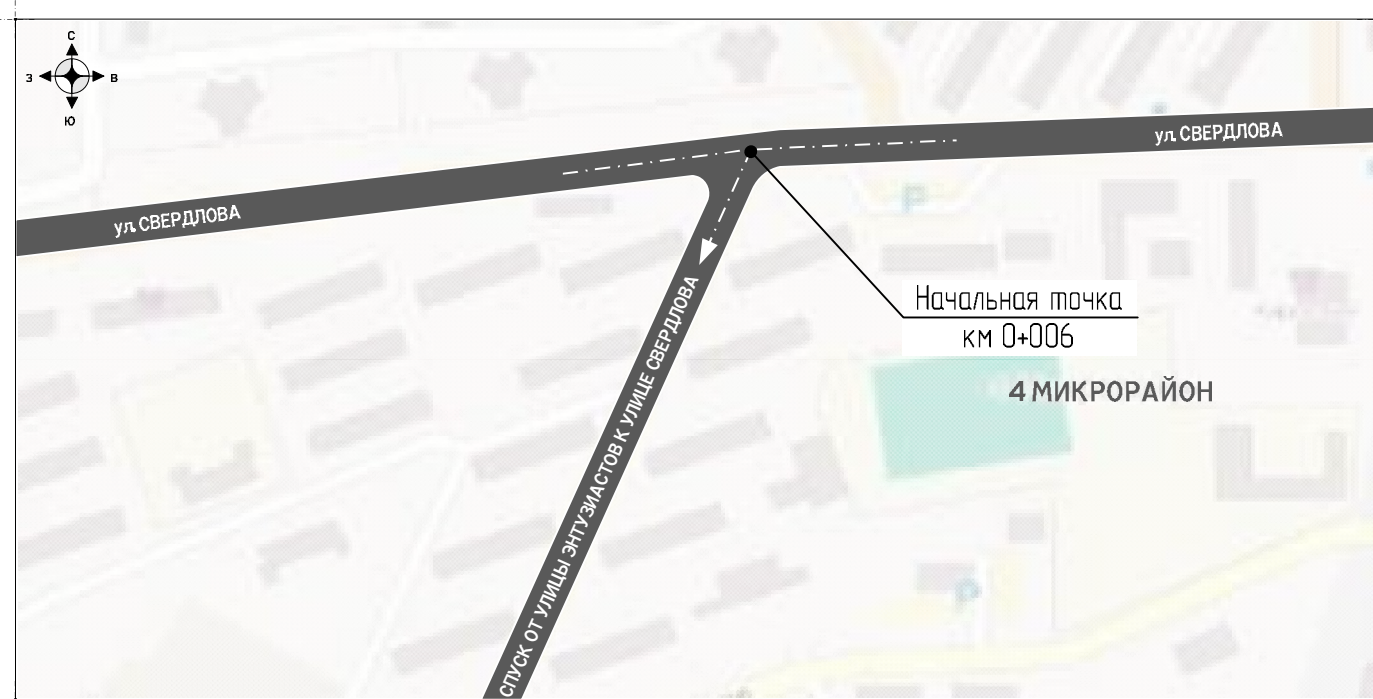 С
З
В
Ю
ул. СВЕРДЛОВА
ул. СВЕРДЛОВА
Начальная точка
км 0+006
4 МИКРОРАЙОН
СПУСК ОТ УЛИЦЫ ЭНТУЗИАСТОВ К УЛИЦЕ СВЕРДЛОВА
P
P